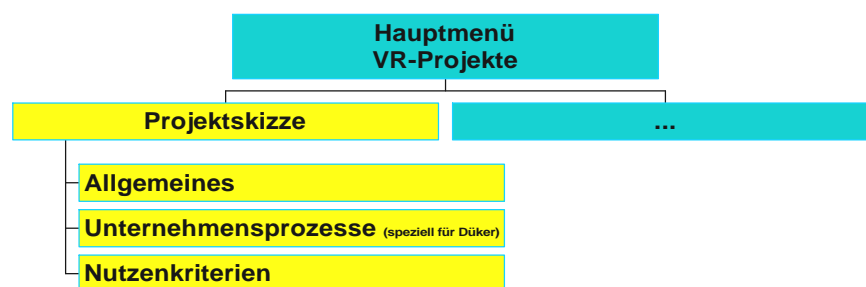 Hauptmenü
VR-Projekte
Projektskizze
...
Allgemeines
Unternehmensprozesse (speziell für Düker)
Nutzenkriterien